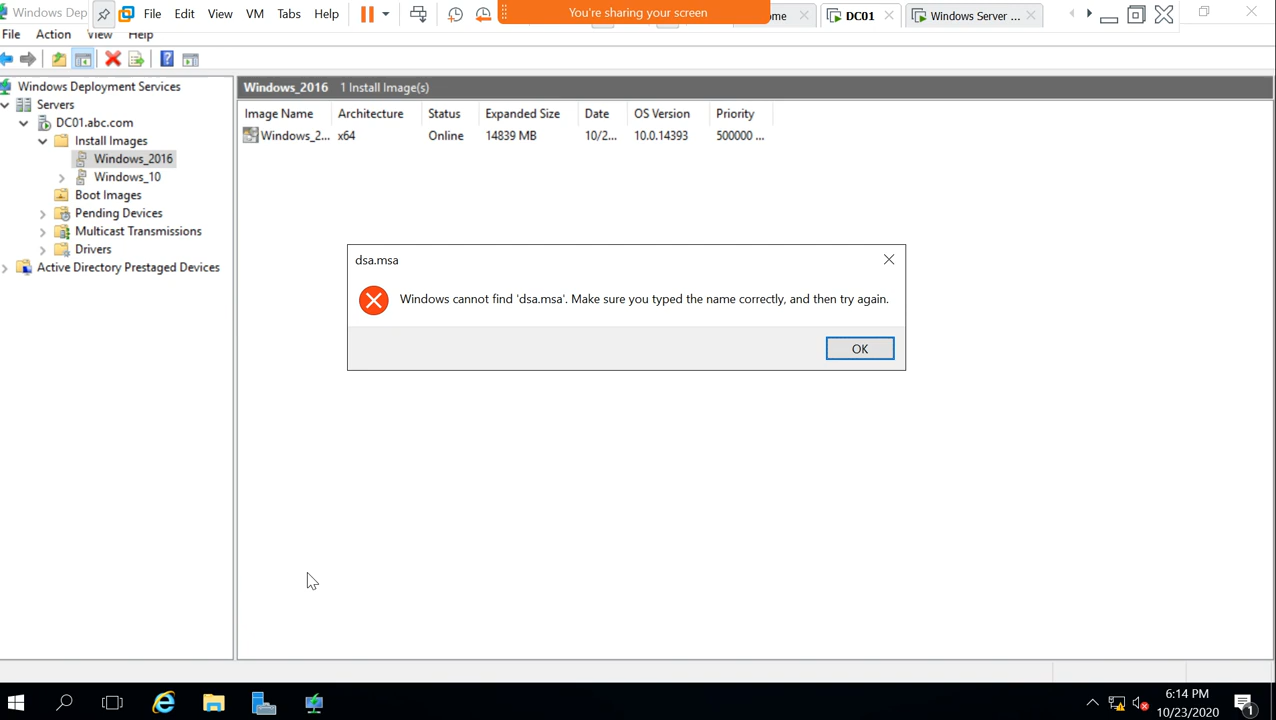 Windows Dep
File Edit View VM Tabs Help
You're sharing your screen
ome
DC01
Windows Server ...
File Action View Help
Windows Deployment Services
Servers
DC01.abc.com
Install Images
Windows_2016
Windows_10
Boot Images
Pending Devices
Multicast Transmissions
Drivers
Active Directory Prestaged Devices
Windows_2016 1 Install Image(s)
Image Name Architecture Status Expanded Size Date OS Version Priority
Windows_2... x64 Online 14839 MB 10/2... 10.0.14393 500000 ...
dsa.msa
Windows cannot find 'dsa.msa'. Make sure you typed the name correctly, and then try again.
OK
6:14 PM
10/23/2020
1